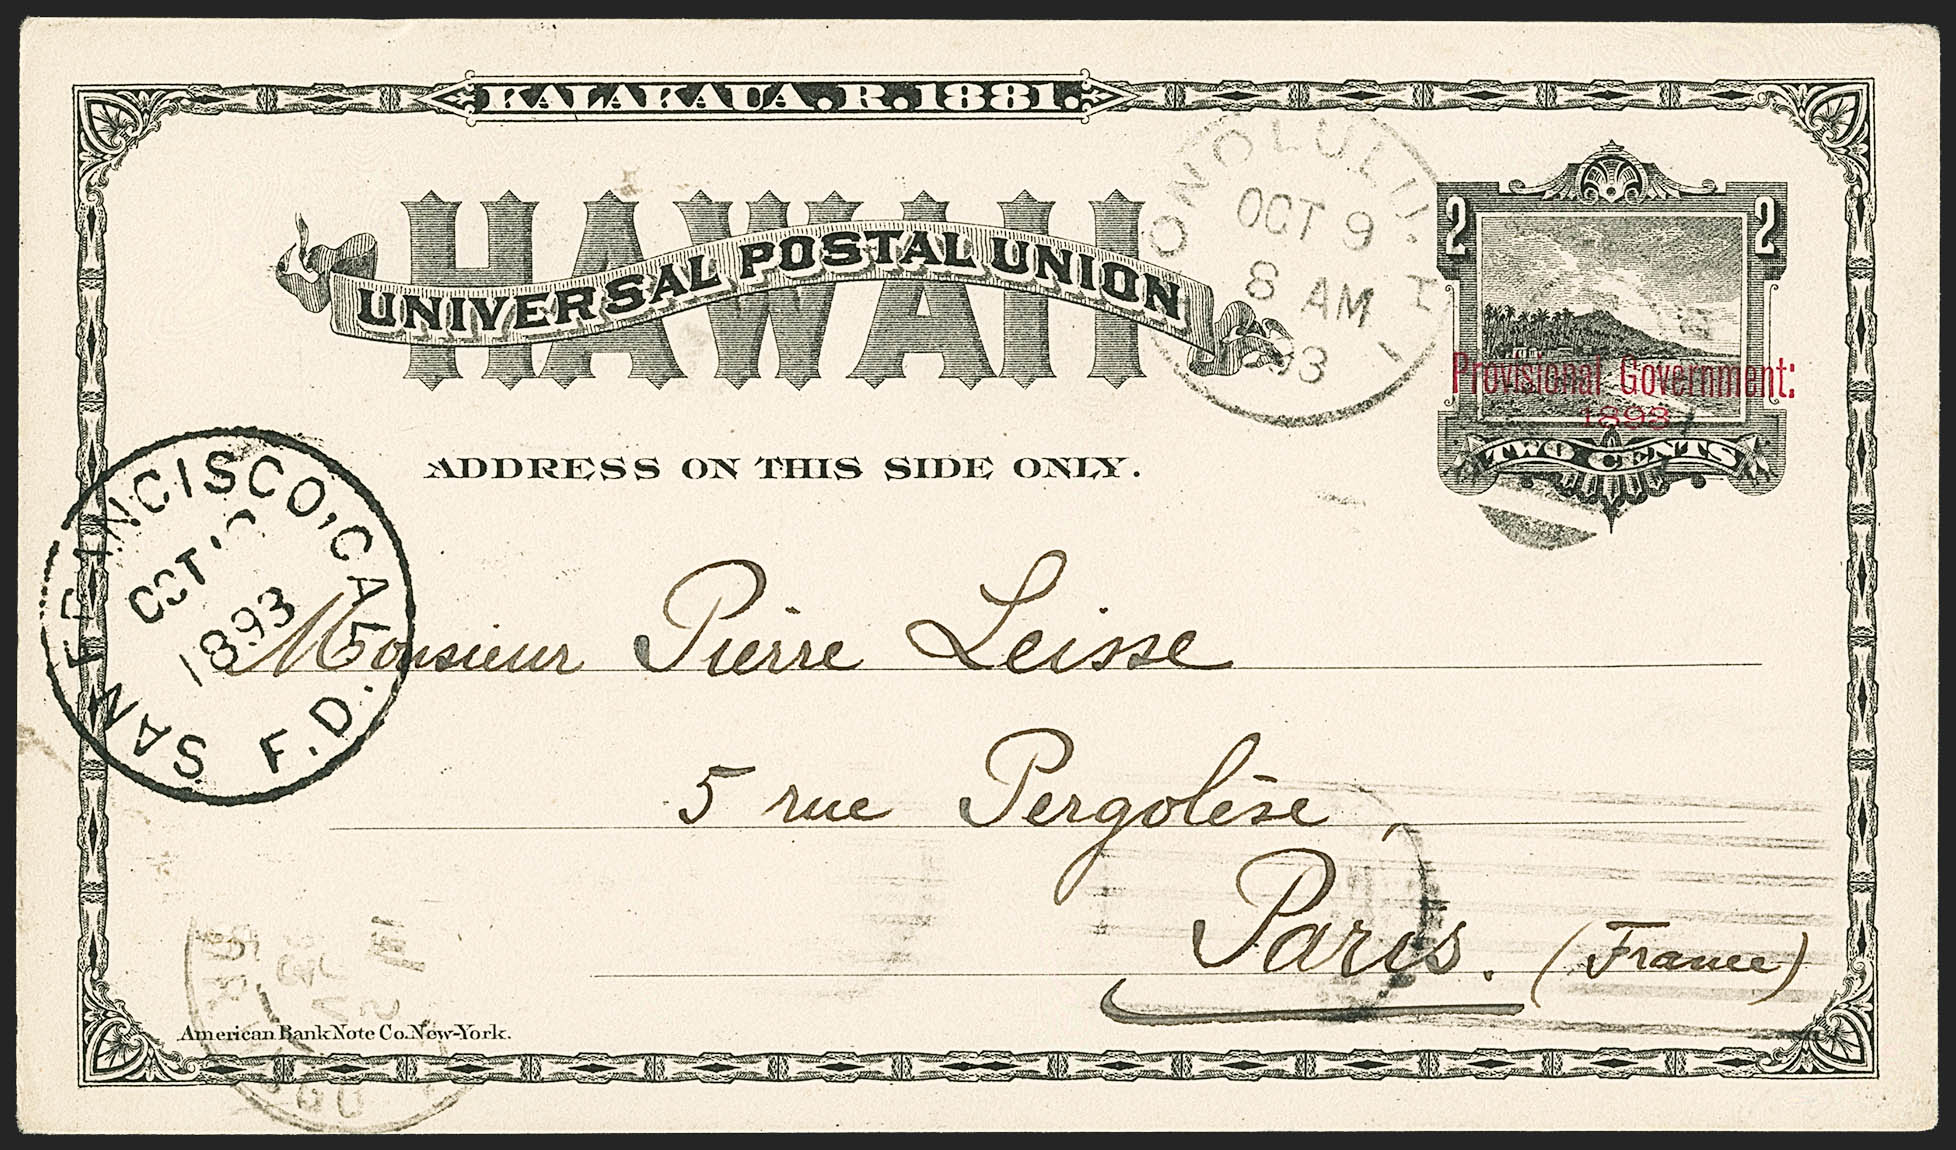 KALAKAUA. R. 1881.
HAWAII
UNIVERSAL POSTAL UNION
HONOLULU. H. I.
OCT 9
8 AM
93
2 2
Provisional Government:
1893
TWO CENTS
ADDRESS ON THIS SIDE ONLY.
SAN FRANCISCO, CAL.
F.D.
OCT
1893
Monsieur Pierre Leisse
5 rue Pergolèse,
Paris. (France)
American Bank Note Co. New-York.